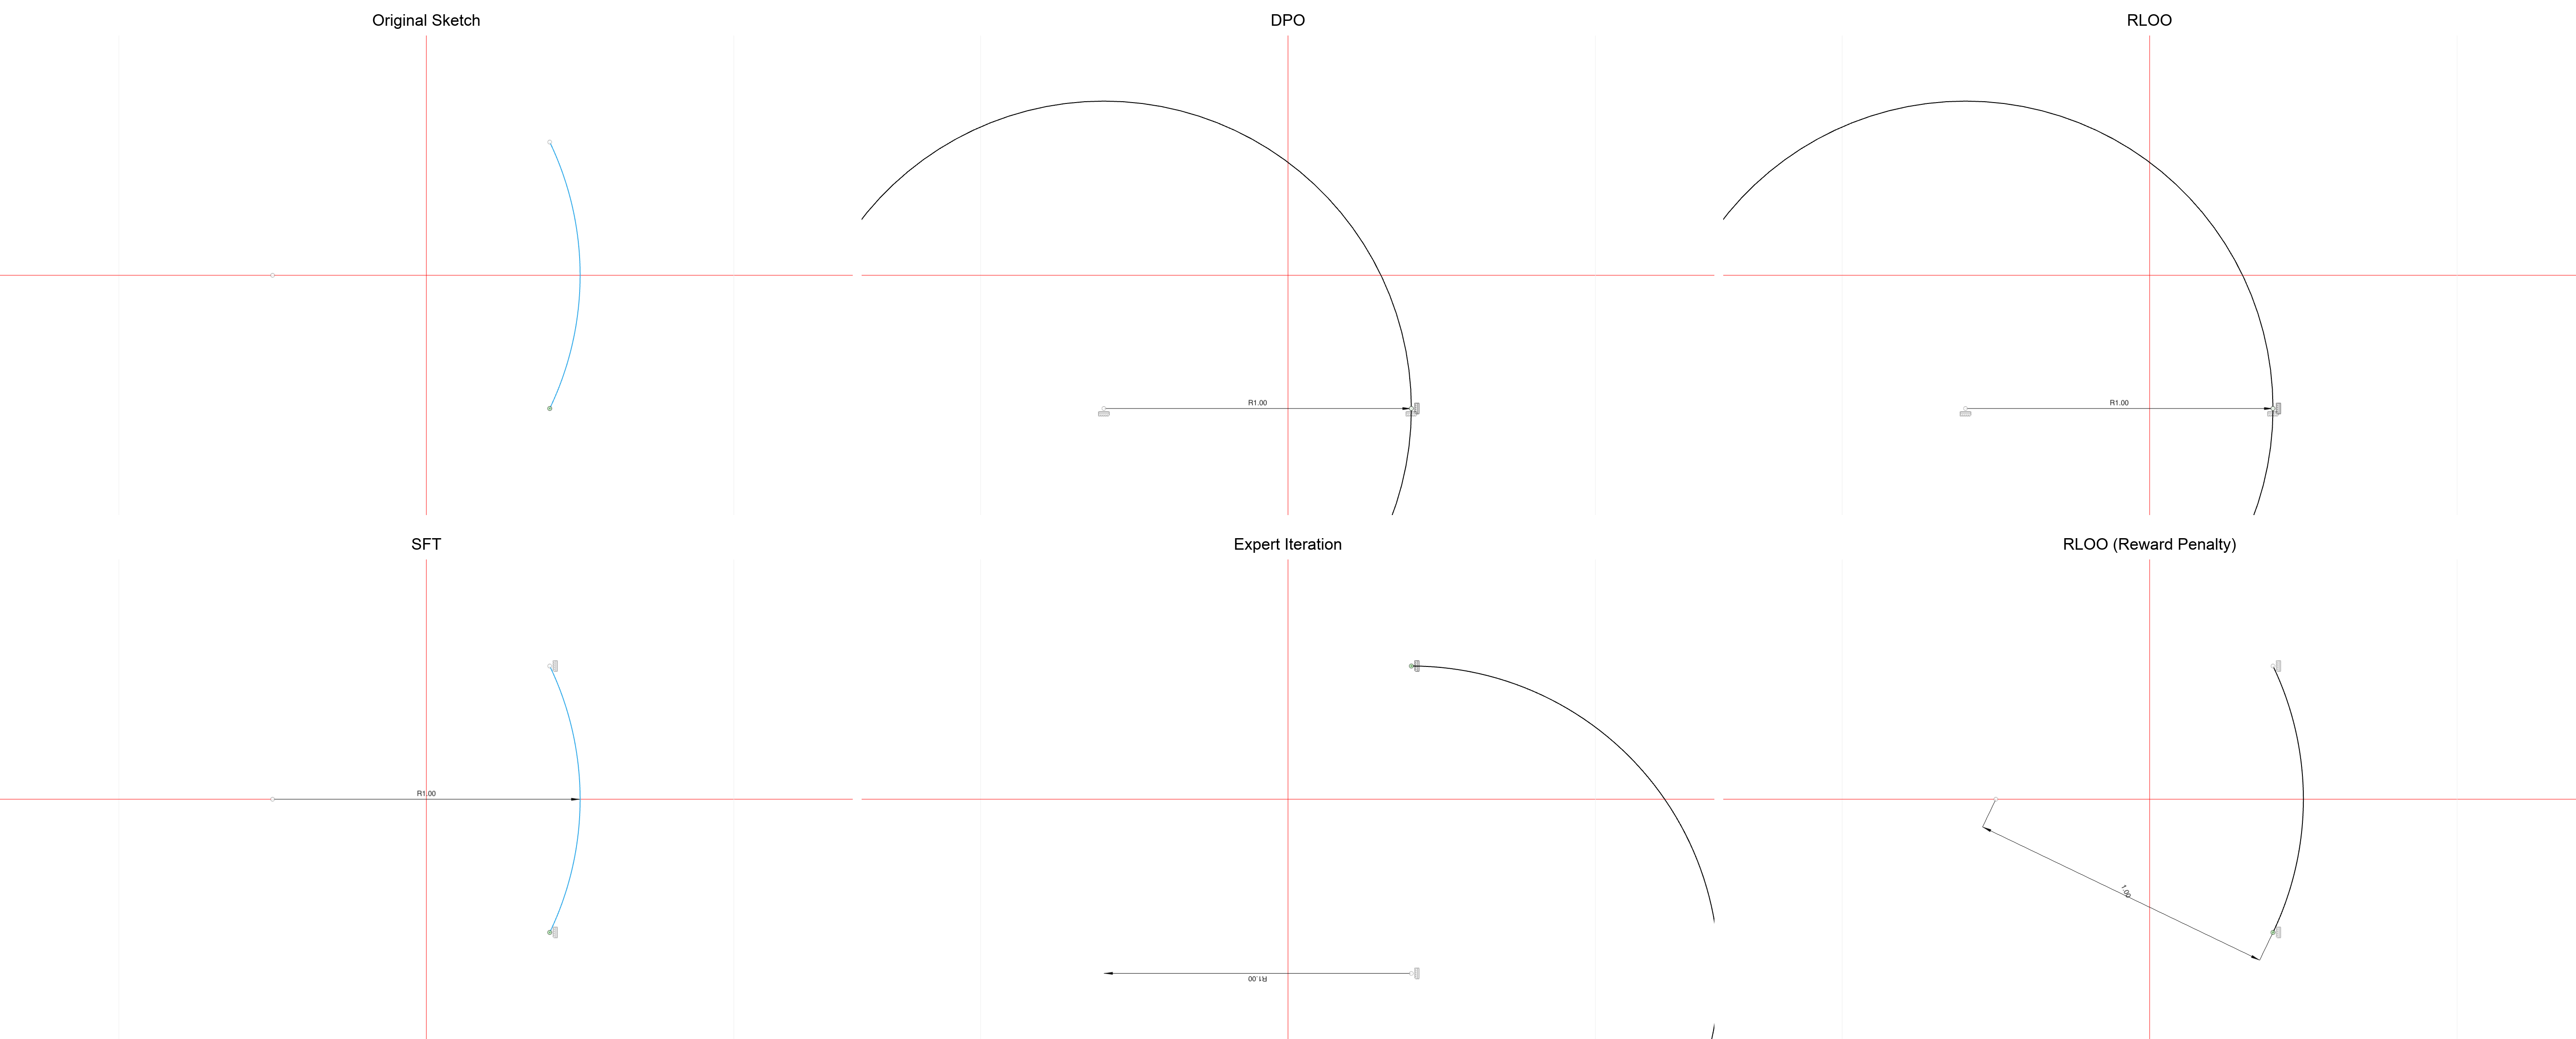 Original Sketch
DPO
RLOO
R1.00
R1.00
SFT
Expert Iteration
RLOO (Reward Penalty)
R1.00
R1.00
1.00